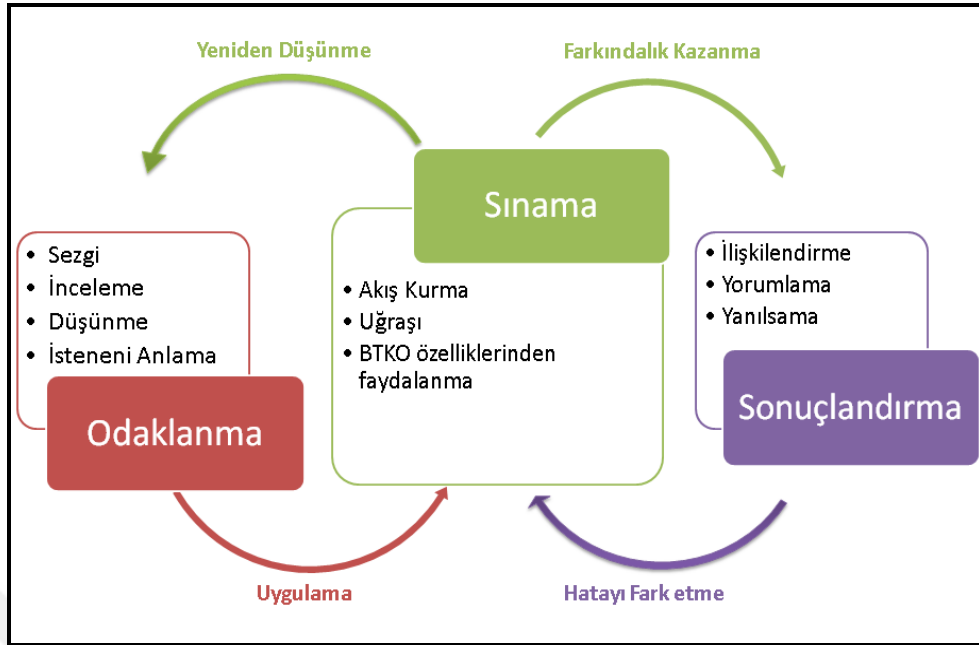 Yeniden Düşünme
Farkındalık Kazanma
Sınama
• Sezgi
• İnceleme
• Düşünme
• İsteneni Anlama
Odaklanma
• Akış Kurma
• Uğraşı
• BTKO özelliklerinden
faydalanma
• İlişkilendirme
• Yorumlama
• Yanılsama
Sonuçlandırma
Uygulama
Hatayı Fark etme